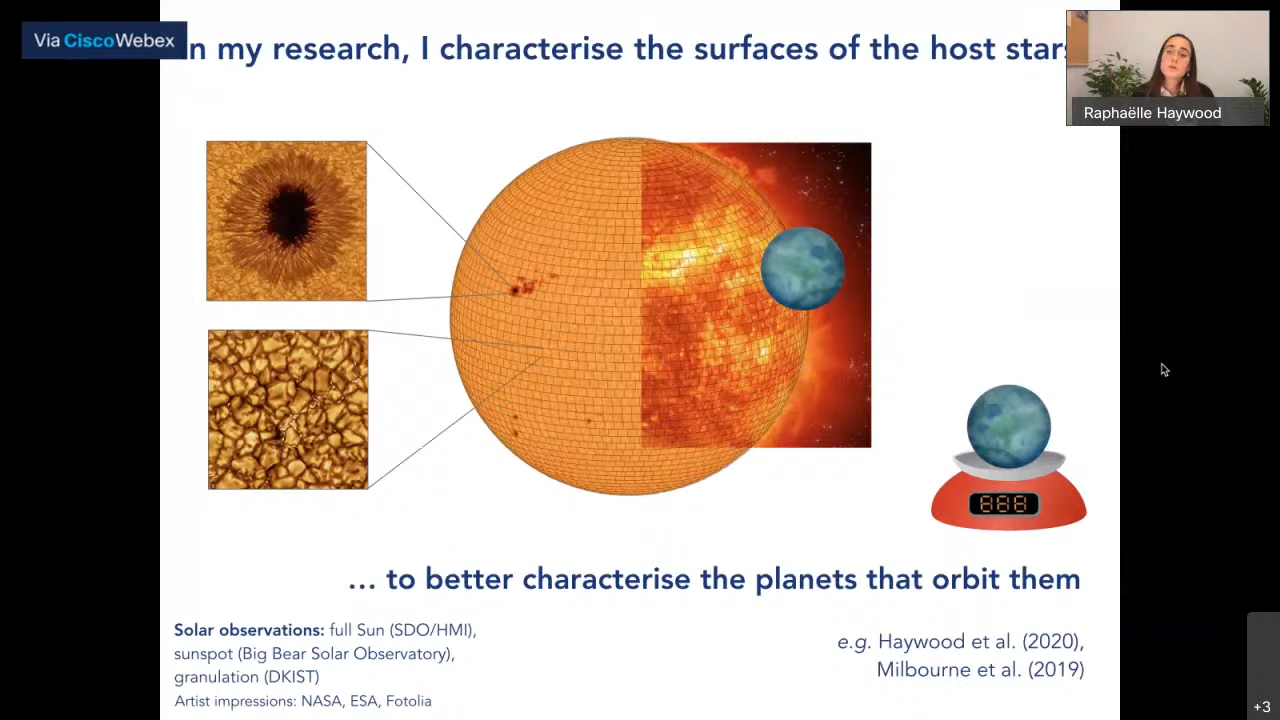 Via CiscoWebex
n my research, I characterise the surfaces of the host stars
Raphaëlle Haywood
888
… to better characterise the planets that orbit them
Solar observations: full Sun (SDO/HMI),
sunspot (Big Bear Solar Observatory),
granulation (DKIST)
Artist impressions: NASA, ESA, Fotolia
e.g. Haywood et al. (2020),
Milbourne et al. (2019)
+3